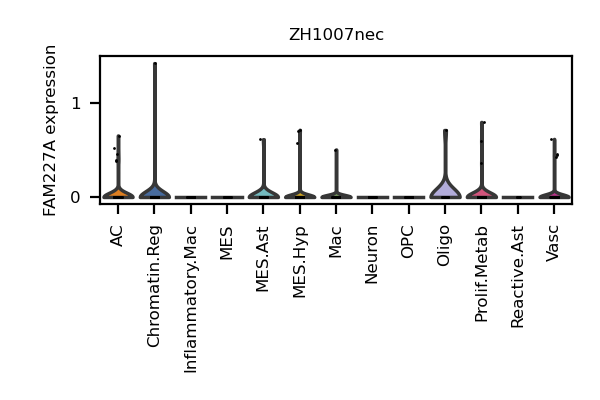 ZH1007nec
FAM227A expression
1
0
AC
Chromatin.Reg
Inflammatory.Mac
MES
MES.Ast
MES.Hyp
Mac
Neuron
OPC
Oligo
Prolif.Metab
Reactive.Ast
Vasc